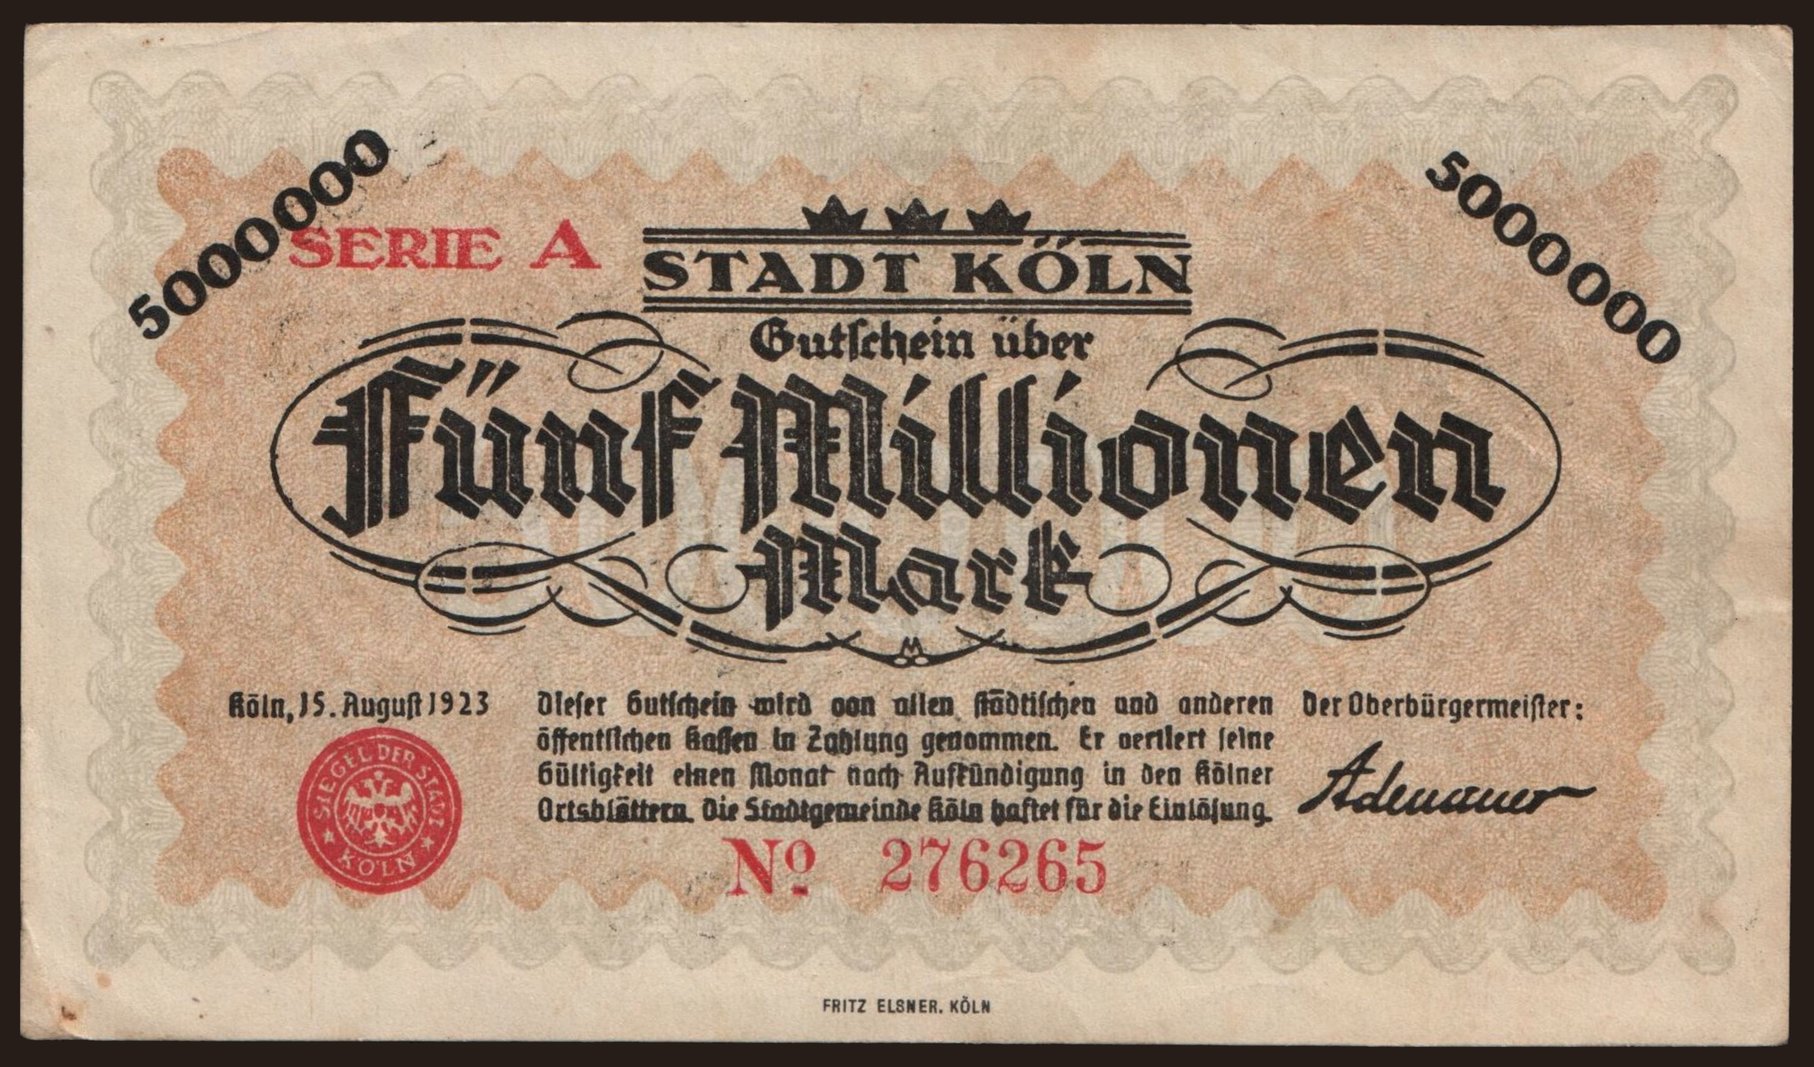 5000000
5000000
SERIE A
STADT KÖLN
Gutschein über
Fünf Millionen
Mark
Köln, 15. August 1923
Dieser Gutschein wird von allen städtischen und anderen
öffentlichen Kassen in Zahlung genommen. Er verliert seine
Gültigkeit einen Monat nach Aufkündigung in den Kölner
Ortsblättern. Die Stadtgemeinde Köln haftet für die Einlösung.
Der Oberbürgermeister:
Adenauer
SIEGEL DER STADT
KÖLN
No 276265
FRITZ ELSNER. KÖLN